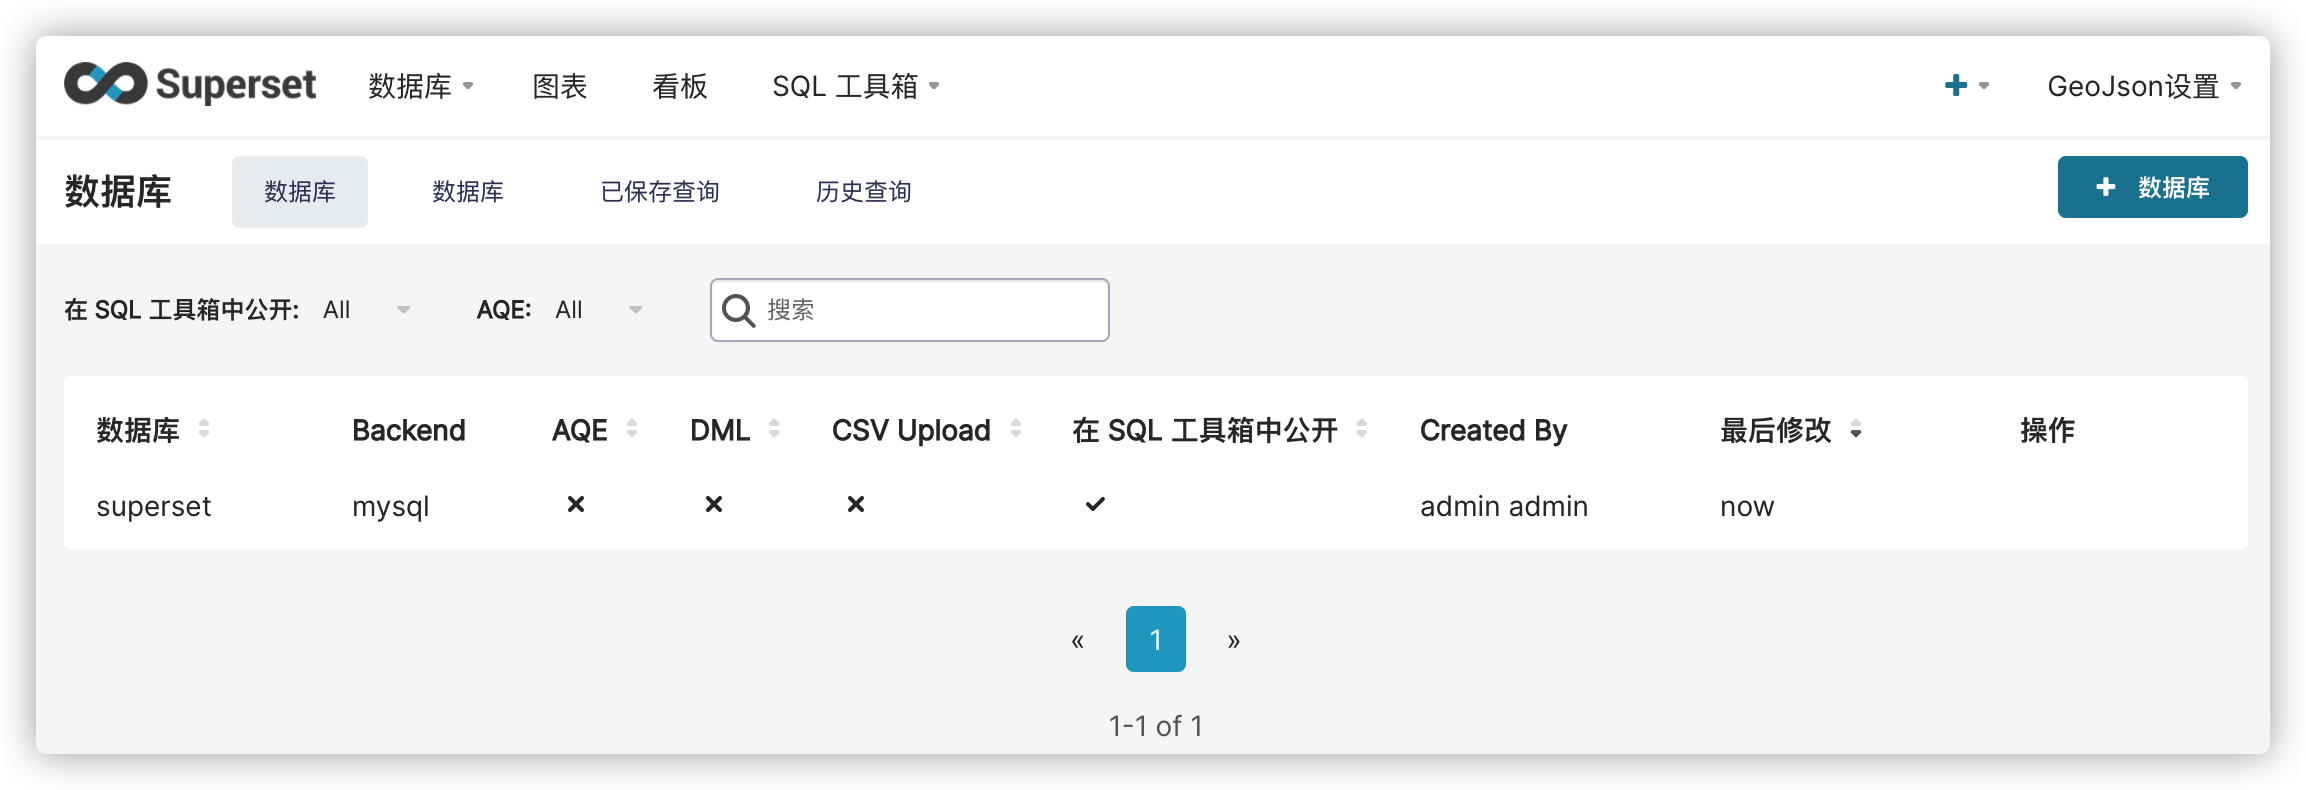 Superset 数据库 图表 看板 SQL 工具箱 + GeoJson设置
数据库 数据库 数据库 已保存查询 历史查询 + 数据库
在 SQL 工具箱中公开: All AQE: All 搜索
数据库 Backend AQE DML CSV Upload 在 SQL 工具箱中公开 Created By 最后修改 操作
superset mysql admin admin now
« 1 »
1-1 of 1